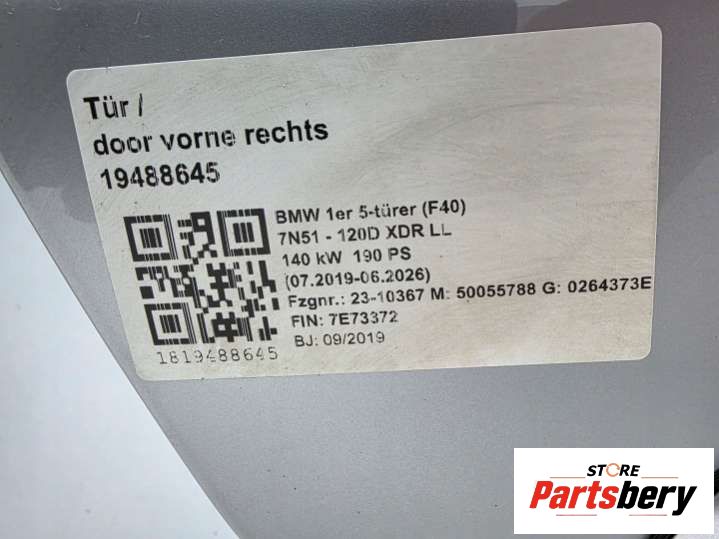 Tür /
door vorne rechts
19488645
BMW 1er 5-türer (F40)
7N51 - 120D XDR LL
140 kW 190 PS
(07.2019-06.2026)
Fzgnr.: 23-10367 M: 50055788 G: 0264373E
FIN: 7E73372
BJ: 09/2019
1819488645
STORE
Partsbery